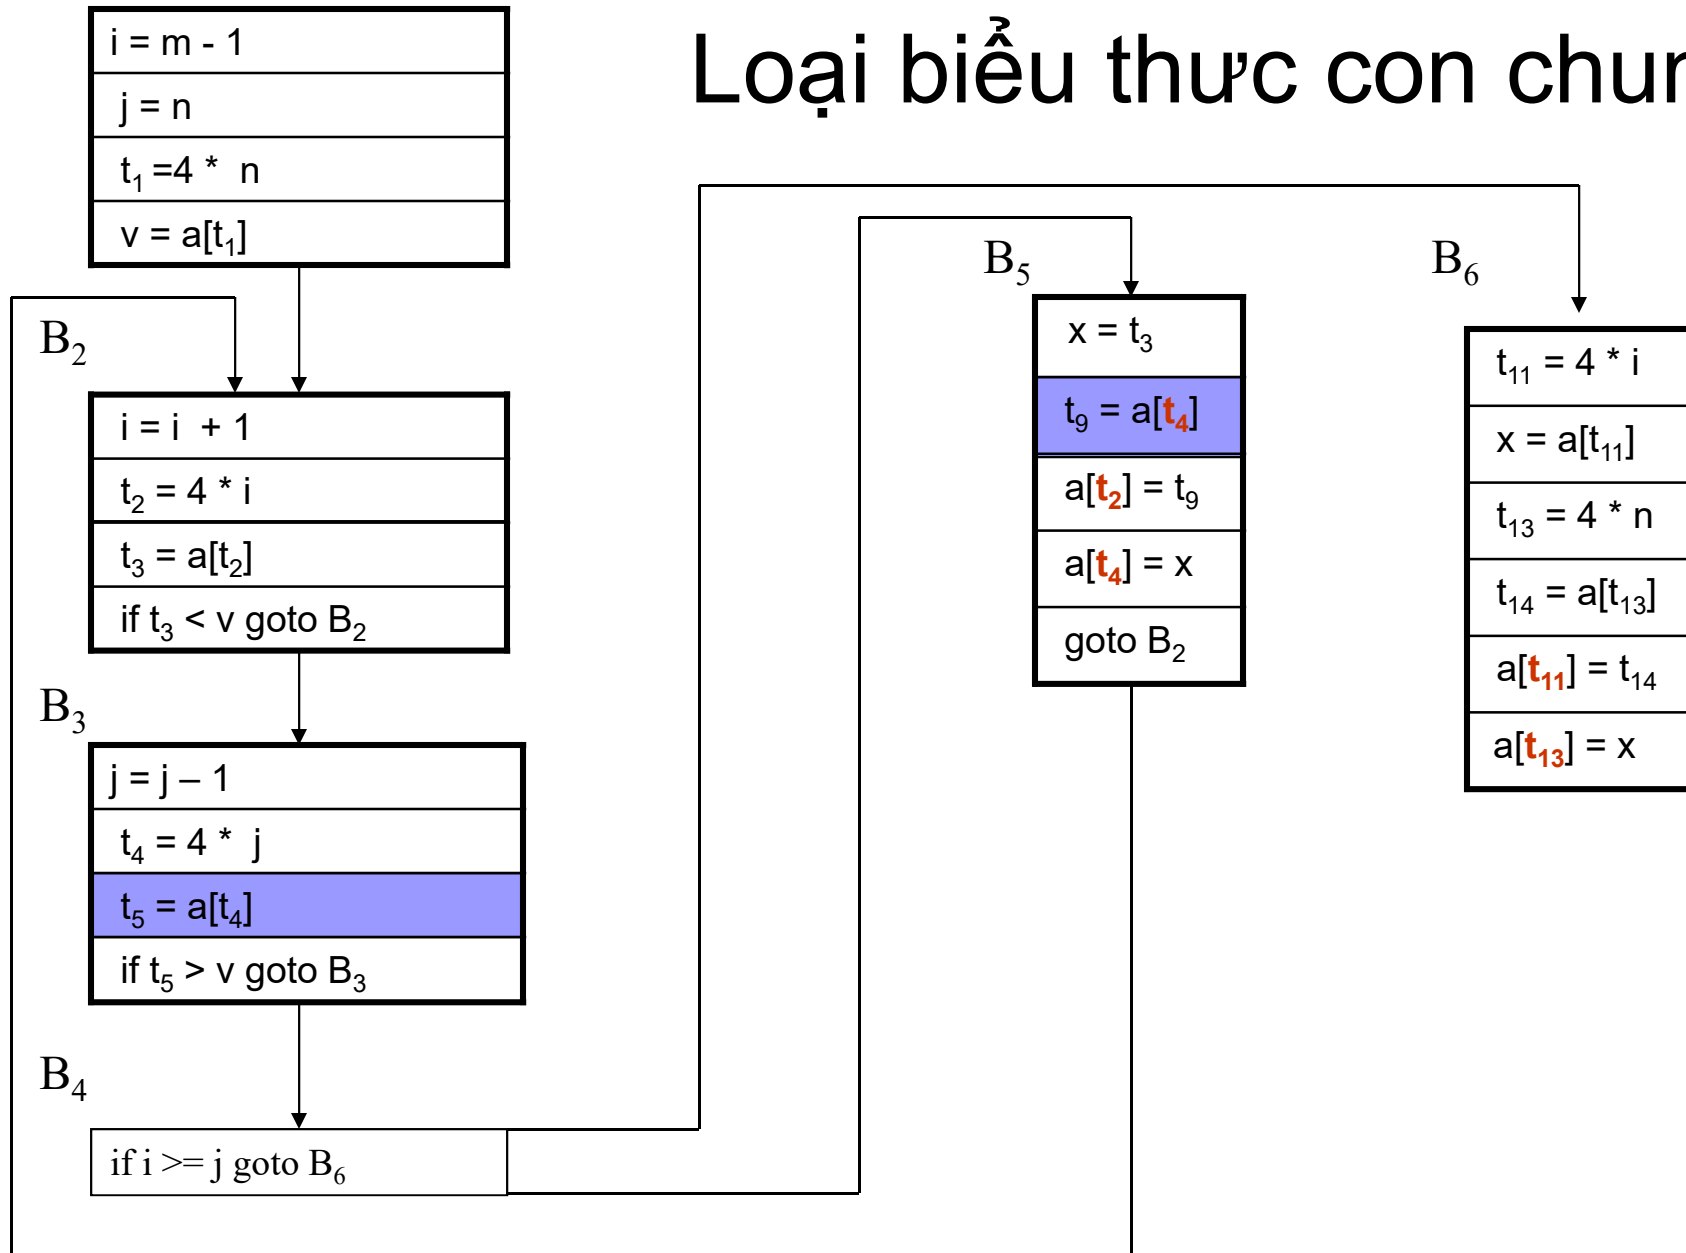 Loại biểu thức con
i = m - 1
j = n
t₁ =4 * n
v = a[t₁]
B₂
i = i + 1
t₂ = 4 * i
t₃ = a[t₂]
if t₃ < v goto B₂
B₃
j = j – 1
t₄ = 4 * j
t₅ = a[t₄]
if t₅ > v goto B₃
B₄
if i >= j goto B₆
B₅
x = t₃
t₉ = a[t₄]
a[t₂] = t₉
a[t₄] = x
goto B₂
B₆
t₁₁ = 4 * i
x = a[t₁₁]
t₁₃ = 4 * n
t₁₄ = a[t₁₃]
a[t₁₁] = t₁₄
a[t₁₃] = x